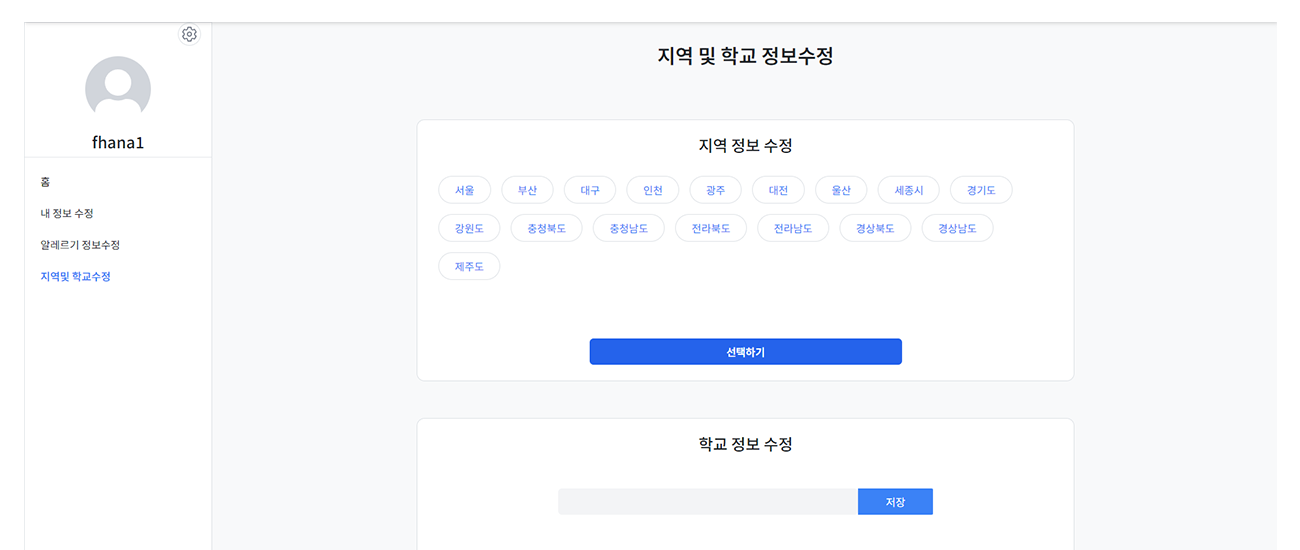 fhana1
홈
내 정보 수정
알레르기 정보수정
지역및 학교수정
지역 및 학교 정보수정
지역 정보 수정
서울 부산 대구 인천 광주 대전 울산 세종시 경기도
강원도 충청북도 충청남도 전라북도 전라남도 경상북도 경상남도
제주도
선택하기
학교 정보 수정
저장